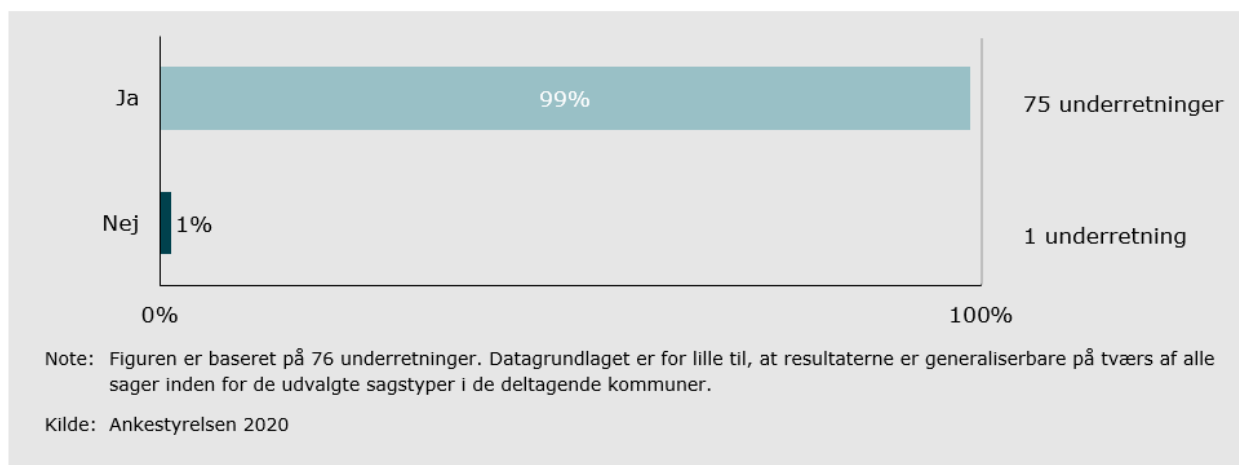 Ja
99%
75 underretninger
Nej
1%
1 underretning
0%
100%
Note: Figuren er baseret på 76 underretninger. Datagrundlaget er for lille til, at resultaterne er generaliserbare på tværs af alle
sager inden for de udvalgte sagstyper i de deltagende kommuner.
Kilde: Ankestyrelsen 2020